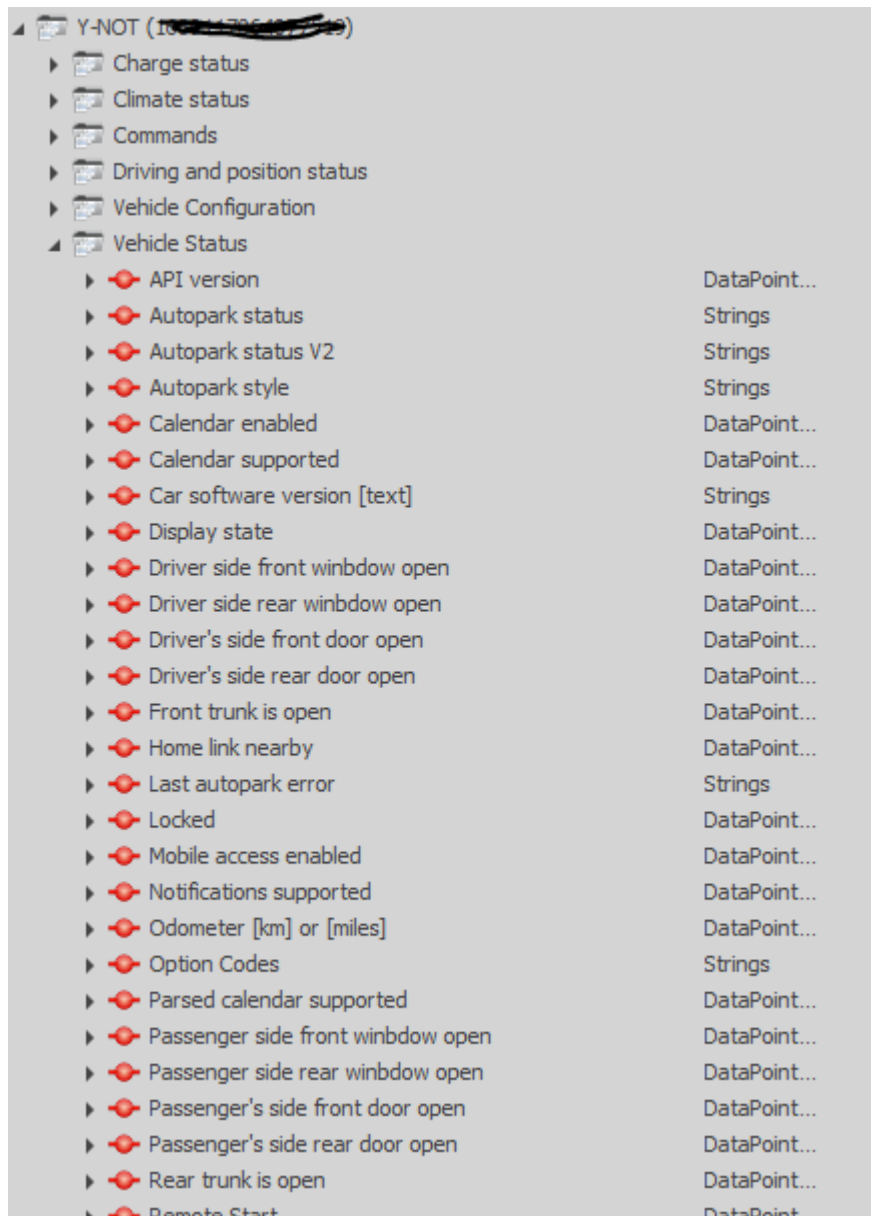 Y-NOT (
Charge status
Climate status
Commands
Driving and position status
Vehicle Configuration
Vehicle Status
API version DataPoint...
Autopark status Strings
Autopark status V2 Strings
Autopark style Strings
Calendar enabled DataPoint...
Calendar supported DataPoint...
Car software version [text] Strings
Display state DataPoint...
Driver side front winbdow open DataPoint...
Driver side rear winbdow open DataPoint...
Driver's side front door open DataPoint...
Driver's side rear door open DataPoint...
Front trunk is open DataPoint...
Home link nearby DataPoint...
Last autopark error Strings
Locked DataPoint...
Mobile access enabled DataPoint...
Notifications supported DataPoint...
Odometer [km] or [miles] DataPoint...
Option Codes Strings
Parsed calendar supported DataPoint...
Passenger side front winbdow open DataPoint...
Passenger side rear winbdow open DataPoint...
Passenger's side front door open DataPoint...
Passenger's side rear door open DataPoint...
Rear trunk is open DataPoint...
Remote Start DataPoint